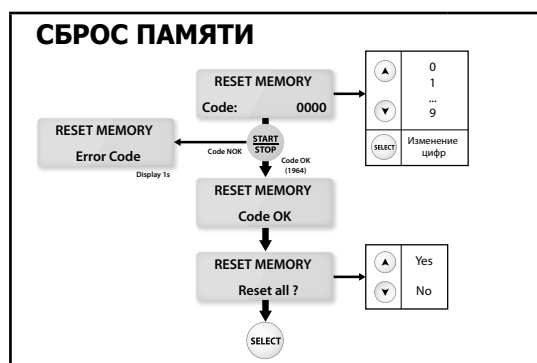 СБРОС ПАМЯТИ
RESET MEMORY
Code: 0000
0
1
...
9
SELECT
Изменение
цифр
START
STOP
RESET MEMORY
Error Code
Display 1s
Code NOK
Code OK
(1964)
RESET MEMORY
Code OK
RESET MEMORY
Reset all ?
Yes
No
SELECT